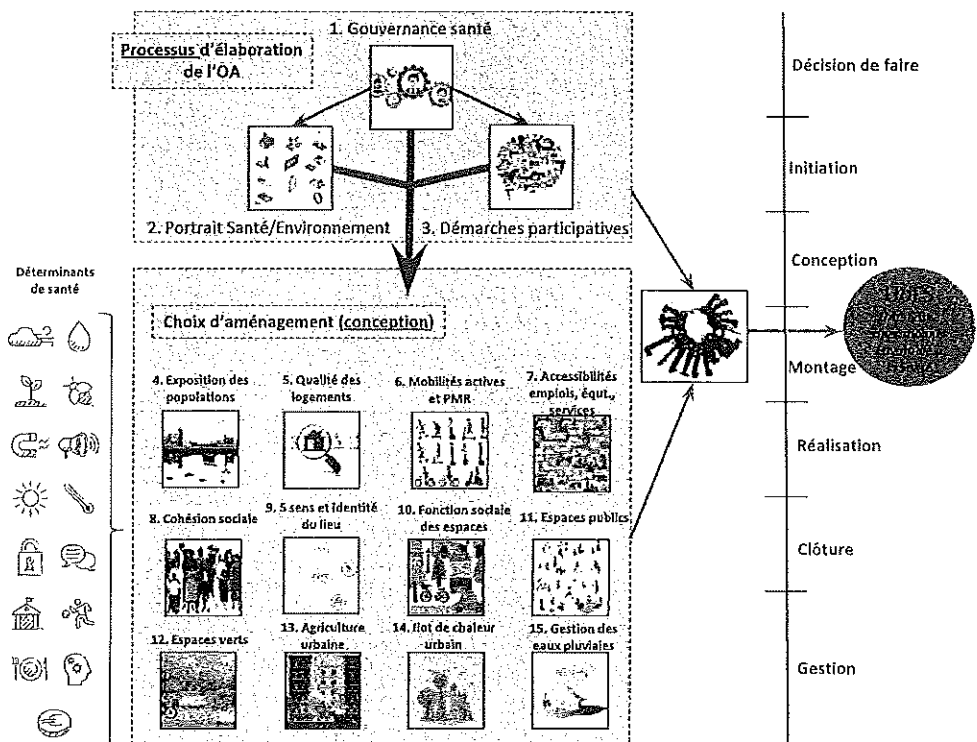 1. Gouvernance santé
Processus d'élaboration
de l'OA
2. Portrait Santé/Environnement
3. Démarches participatives
Déterminants
de santé
Choix d'aménagement (conception)
4. Exposition des
populations
5. Qualité des
logements
6. Mobilités actives
et PMR
7. Accessibilités
emplois, équt.,
services
8. Cohésion sociale
9. 5 sens et identité
du lieu
10. Fonction sociale
des espaces
11. Espaces publics
12. Espaces verts
13. Agriculture
urbaine
14. Ilot de chaleur
urbain
15. Gestion des
eaux pluviales
Décision de faire
Initiation
Conception
Montage
Réalisation
Clôture
Gestion